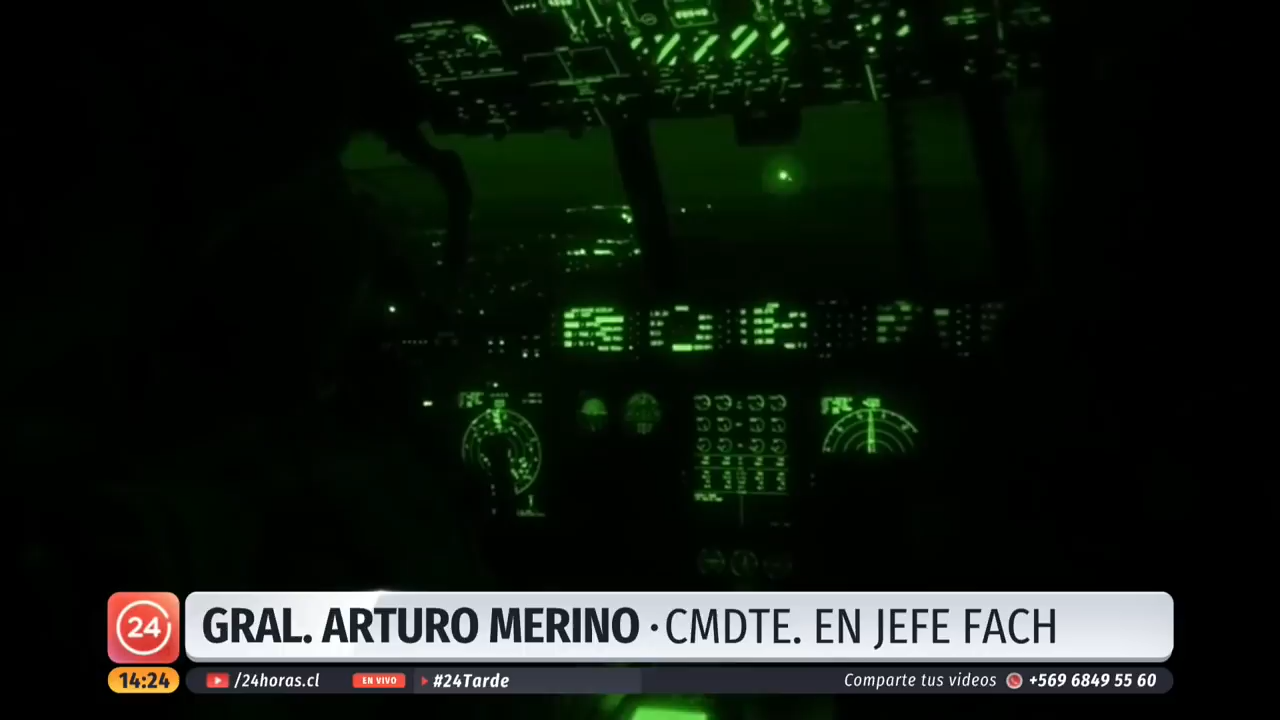 24
GRAL. ARTURO MERINO · CMDTE. EN JEFE FACH
14:24
/24horas.cl
EN VIVO
#24Tarde
Comparte tus videos
+569 6849 55 60